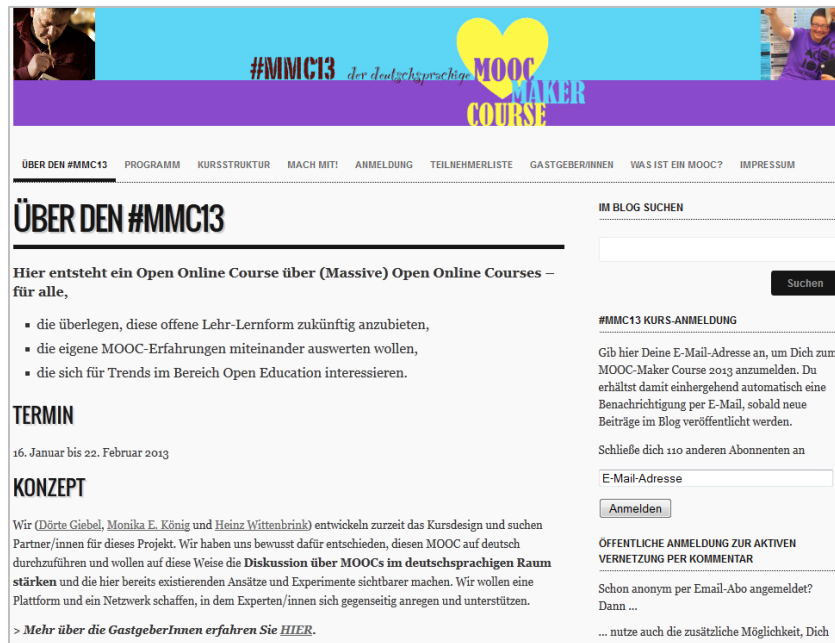 #MMC13 der deutschsprachige MOOC
MAKER
COURSE
ÜBER DEN #MMC13 PROGRAMM KURSSTRUKTUR MACH MIT! ANMELDUNG TEILNEHMERLISTE GASTGEBER/INNEN WAS IST EIN MOOC? IMPRESSUM
ÜBER DEN #MMC13
Hier entsteht ein Open Online Course über (Massive) Open Online Courses –
für alle,
▪ die überlegen, diese offene Lehr-Lernform zukünftig anzubieten,
▪ die eigene MOOC-Erfahrungen miteinander auswerten wollen,
▪ die sich für Trends im Bereich Open Education interessieren.
TERMIN
16. Januar bis 22. Februar 2013
KONZEPT
Wir (Dörte Giebel, Monika E. König und Heinz Wittenbrink) entwickeln zurzeit das Kursdesign und suchen
Partner/innen für dieses Projekt. Wir haben uns bewusst dafür entschieden, diesen MOOC auf deutsch
durchzuführen und wollen auf diese Weise die Diskussion über MOOCs im deutschsprachigen Raum
stärken und die hier bereits existierenden Ansätze und Experimente sichtbarer machen. Wir wollen eine
Plattform und ein Netzwerk schaffen, in dem Experten/innen sich gegenseitig anregen und unterstützen.
> Mehr über die GastgeberInnen erfahren Sie HIER.
IM BLOG SUCHEN
Suchen
#MMC13 KURS-ANMELDUNG
Gib hier Deine E-Mail-Adresse an, um Dich zum
MOOC-Maker Course 2013 anzumelden. Du
erhältst damit einhergehend automatisch eine
Benachrichtigung per E-Mail, sobald neue
Beiträge im Blog veröffentlicht werden.
Schließe dich 110 anderen Abonnenten an
E-Mail-Adresse
Anmelden
ÖFFENTLICHE ANMELDUNG ZUR AKTIVEN
VERNETZUNG PER KOMMENTAR
Schon anonym per Email-Abo angemeldet?
Dann ...
... nutze auch die zusätzliche Möglichkeit, Dich